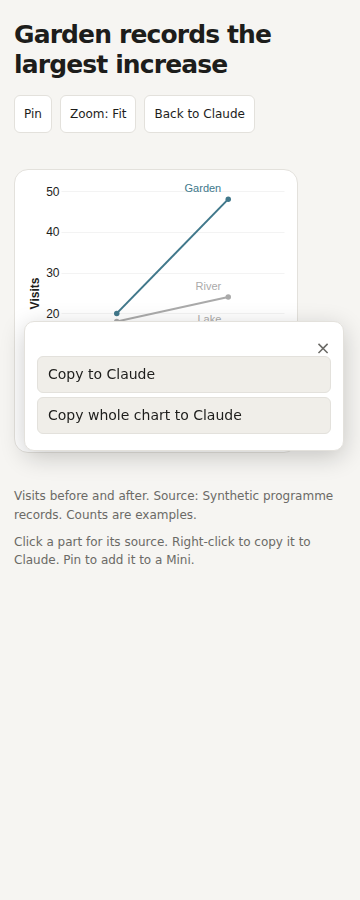 Garden records the
largest increase
Pin
Zoom: Fit
Back to Claude
50
40
30
20
Visits
Garden
River
Lake
×
Copy to Claude
Copy whole chart to Claude
Visits before and after. Source: Synthetic programme
records. Counts are examples.
Click a part for its source. Right-click to copy it to
Claude. Pin to add it to a Mini.